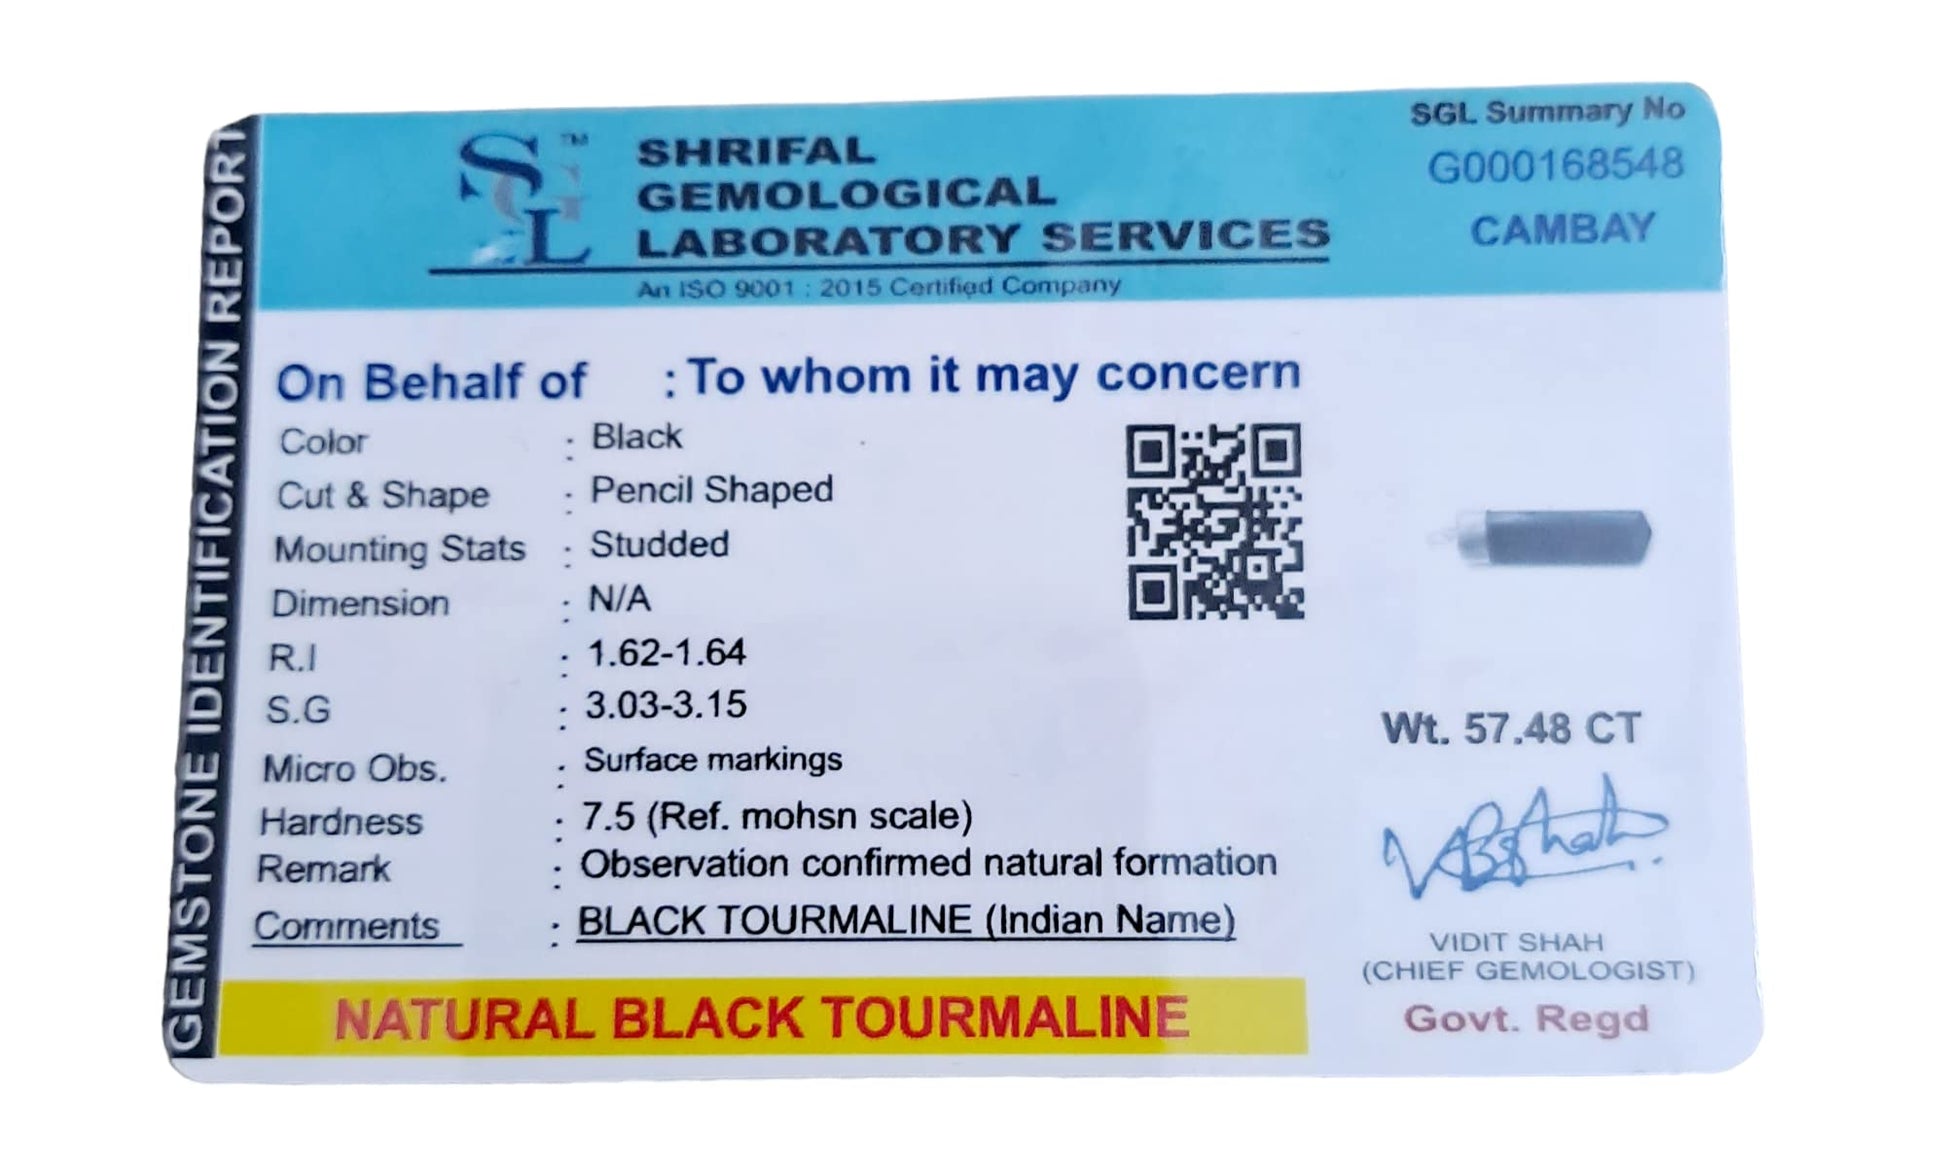 GEMSTONE IDENTIFICATION REPORT
SGL
TM
SHRIFAL
GEMOLOGICAL
LABORATORY SERVICES
An ISO 9001 : 2015 Certified Company
SGL Summary No
G000168548
CAMBAY
On Behalf of : To whom it may concern
Color : Black
Cut & Shape : Pencil Shaped
Mounting Stats : Studded
Dimension : N/A
R.I : 1.62-1.64
S.G : 3.03-3.15
Micro Obs. : Surface markings
Hardness : 7.5 (Ref. mohsn scale)
Remark : Observation confirmed natural formation
Comments : BLACK TOURMALINE (Indian Name)
NATURAL BLACK TOURMALINE
Wt. 57.48 CT
VIDIT SHAH
(CHIEF GEMOLOGIST)
Govt. Regd